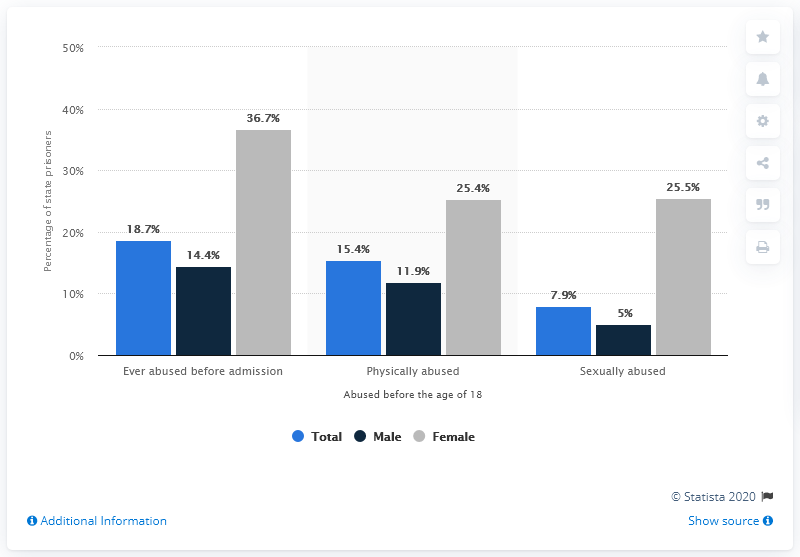 50%
40%
30%
20%
10%
0%
Percentage of state prisoners
18.7%
14.4%
36.7%
15.4%
11.9%
25.4%
7.9%
5%
25.5%
Ever abused before admission
Physically abused
Sexually abused
Abused before the age of 18
Total
Male
Female
© Statista 2020
Additional Information
Show source